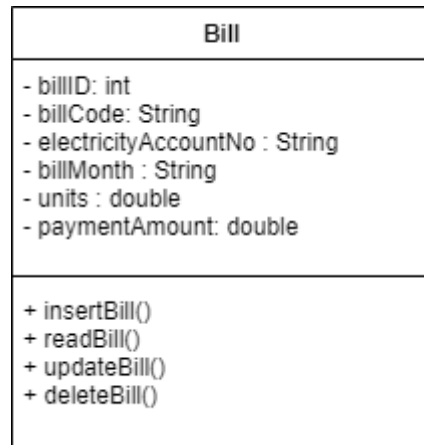 Bill
- billID: int
- billCode: String
- electricityAccountNo : String
- billMonth : String
- units : double
- paymentAmount: double
+ insertBill()
+ readBill()
+ updateBill()
+ deleteBill()